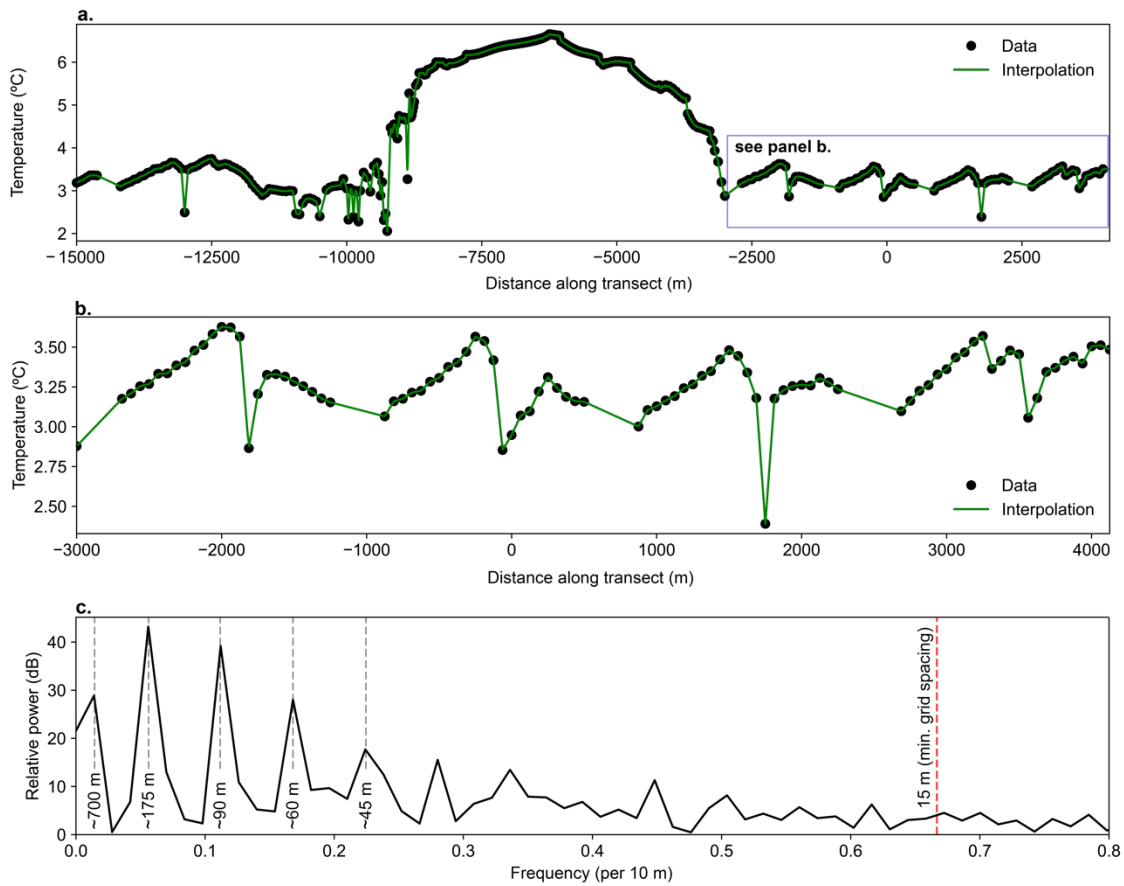 a.
Temperature (ºC)
6
5
4
3
2
Data
Interpolation
see panel b.
−15000 −12500 −10000 −7500 −5000 −2500 0 2500
Distance along transect (m)
b.
Temperature (ºC)
3.50
3.25
3.00
2.75
2.50
Data
Interpolation
−3000 −2000 −1000 0 1000 2000 3000 4000
Distance along transect (m)
c.
Relative power (dB)
40
30
20
10
0
~700 m
~175 m
~90 m
~60 m
~45 m
15 m (min. grid spacing)
0.0 0.1 0.2 0.3 0.4 0.5 0.6 0.7 0.8
Frequency (per 10 m)